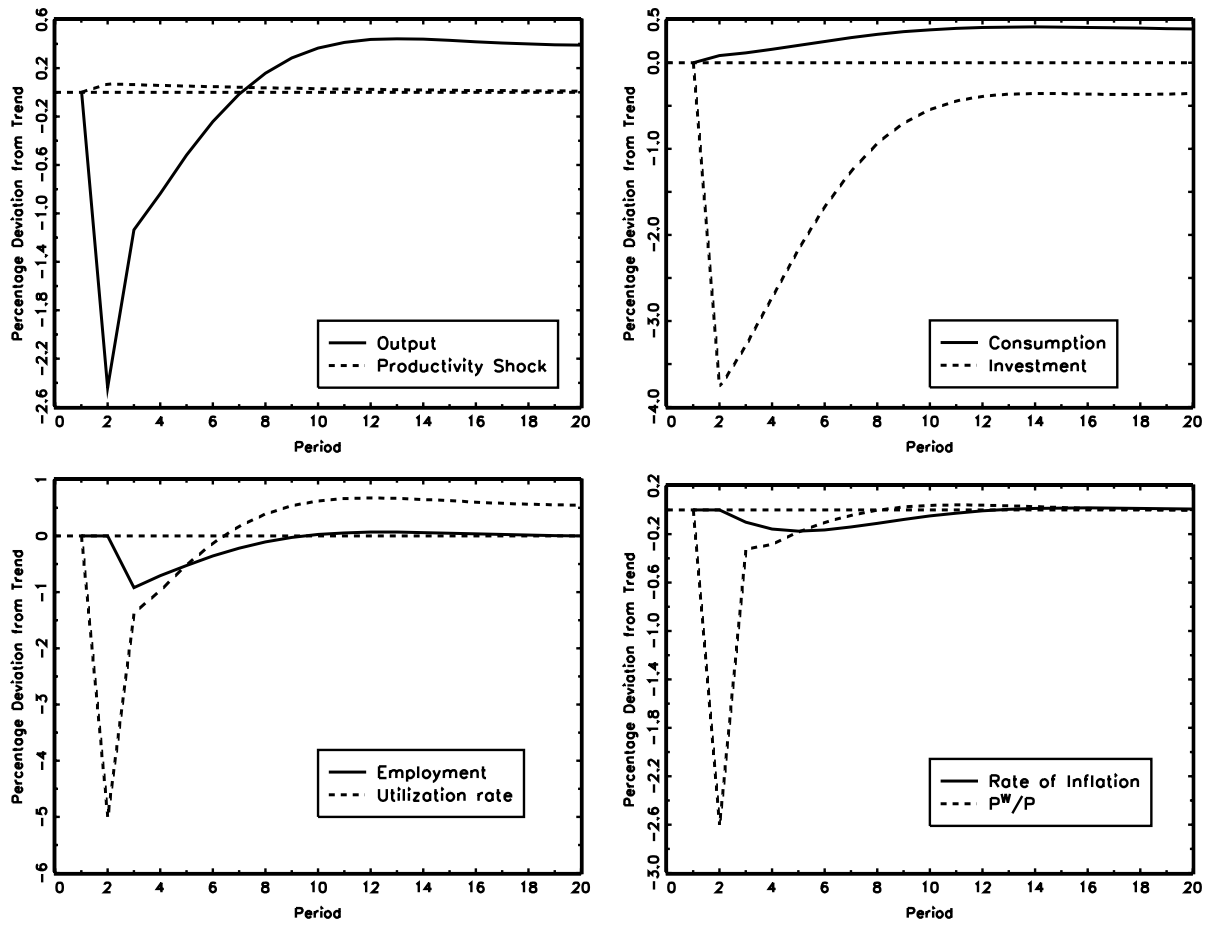 Percentage Deviation from Trend
0.6
0.2
-0.2
-0.6
-1.0
-1.4
-1.8
-2.2
-2.6
Output
Productivity Shock
0 2 4 6 8 10 12 14 16 18 20
Period
Percentage Deviation from Trend
0.5
0.0
-1.0
-2.0
-3.0
-4.0
Consumption
Investment
0 2 4 6 8 10 12 14 16 18 20
Period
Percentage Deviation from Trend
1
0
-1
-2
-3
-4
-5
-6
Employment
Utilization rate
0 2 4 6 8 10 12 14 16 18 20
Period
Percentage Deviation from Trend
0.2
-0.2
-0.6
-1.0
-1.4
-1.8
-2.2
-2.6
-3.0
Rate of Inflation
P^W/P
0 2 4 6 8 10 12 14 16 18 20
Period